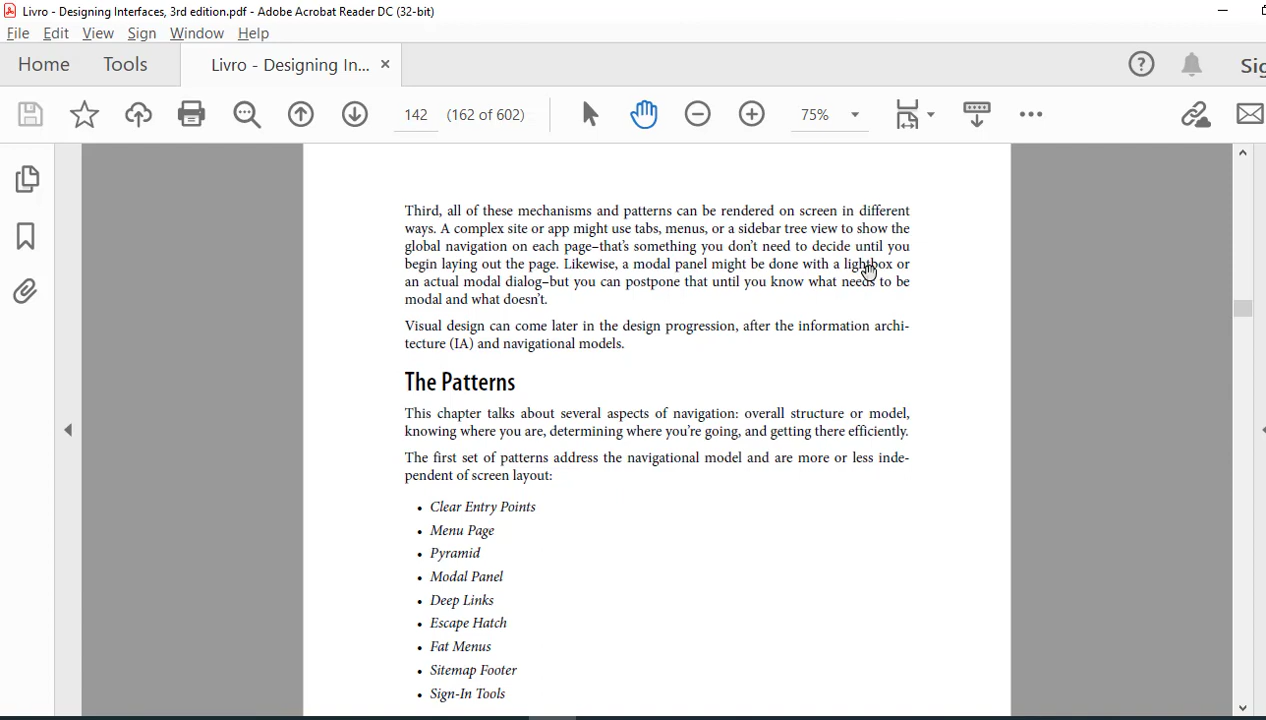 Livro - Designing Interfaces, 3rd edition.pdf - Adobe Acrobat Reader DC (32-bit)
File Edit View Sign Window Help
Home Tools Livro - Designing In... ×
142 (162 of 602) 75%
Third, all of these mechanisms and patterns can be rendered on screen in different
ways. A complex site or app might use tabs, menus, or a sidebar tree view to show the
global navigation on each page–that's something you don't need to decide until you
begin laying out the page. Likewise, a modal panel might be done with a lightbox or
an actual modal dialog–but you can postpone that until you know what needs to be
modal and what doesn't.
Visual design can come later in the design progression, after the information archi-
tecture (IA) and navigational models.
The Patterns
This chapter talks about several aspects of navigation: overall structure or model,
knowing where you are, determining where you're going, and getting there efficiently.
The first set of patterns address the navigational model and are more or less inde-
pendent of screen layout:
• Clear Entry Points
• Menu Page
• Pyramid
• Modal Panel
• Deep Links
• Escape Hatch
• Fat Menus
• Sitemap Footer
• Sign-In Tools